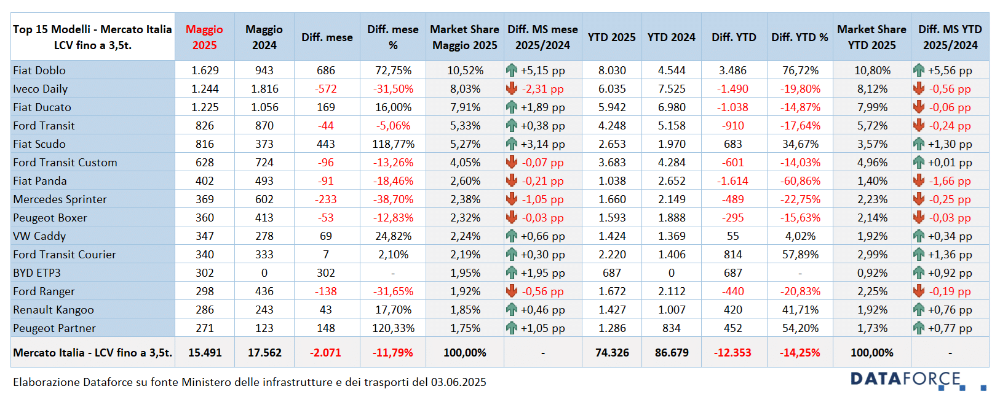 Top 15 Modelli - Mercato Italia LCV fino a 3,5t. Maggio 2025 Maggio 2024 Diff. mese Diff. mese % Market Share Maggio 2025 Diff. MS mese 2025/2024 YTD 2025 YTD 2024 Diff. YTD Diff. YTD % Market Share YTD 2025 Diff. MS YTD 2025/2024
Fiat Doblo 1.629 943 686 72,75% 10,52% +5,15 pp 8.030 4.544 3.486 76,72% 10,80% +5,56 pp
Iveco Daily 1.244 1.816 -572 -31,50% 8,03% -2,31 pp 6.035 7.525 -1.490 -19,80% 8,12% -0,56 pp
Fiat Ducato 1.225 1.056 169 16,00% 7,91% +1,89 pp 5.942 6.980 -1.038 -14,87% 7,99% -0,06 pp
Ford Transit 826 870 -44 -5,06% 5,33% +0,38 pp 4.248 5.158 -910 -17,64% 5,72% -0,24 pp
Fiat Scudo 816 373 443 118,77% 5,27% +3,14 pp 2.653 1.970 683 34,67% 3,57% +1,30 pp
Ford Transit Custom 628 724 -96 -13,26% 4,05% -0,07 pp 3.683 4.284 -601 -14,03% 4,96% +0,01 pp
Fiat Panda 402 493 -91 -18,46% 2,60% -0,21 pp 1.038 2.652 -1.614 -60,86% 1,40% -1,66 pp
Mercedes Sprinter 369 602 -233 -38,70% 2,38% -1,05 pp 1.660 2.149 -489 -22,75% 2,23% -0,25 pp
Peugeot Boxer 360 413 -53 -12,83% 2,32% -0,03 pp 1.593 1.888 -295 -15,63% 2,14% -0,03 pp
VW Caddy 347 278 69 24,82% 2,24% +0,66 pp 1.424 1.369 55 4,02% 1,92% +0,34 pp
Ford Transit Courier 340 333 7 2,10% 2,19% +0,30 pp 2.220 1.406 814 57,89% 2,99% +1,36 pp
BYD ETP3 302 0 302 - 1,95% +1,95 pp 687 0 687 - 0,92% +0,92 pp
Ford Ranger 298 436 -138 -31,65% 1,92% -0,56 pp 1.672 2.112 -440 -20,83% 2,25% -0,19 pp
Renault Kangoo 286 243 43 17,70% 1,85% +0,46 pp 1.427 1.007 420 41,71% 1,92% +0,76 pp
Peugeot Partner 271 123 148 120,33% 1,75% +1,05 pp 1.286 834 452 54,20% 1,73% +0,77 pp
Mercato Italia - LCV fino a 3,5t. 15.491 17.562 -2.071 -11,79% 100,00% - 74.326 86.679 -12.353 -14,25% 100,00% -
Elaborazione Dataforce su fonte Ministero delle infrastrutture e dei trasporti del 03.06.2025
DATAFORCE